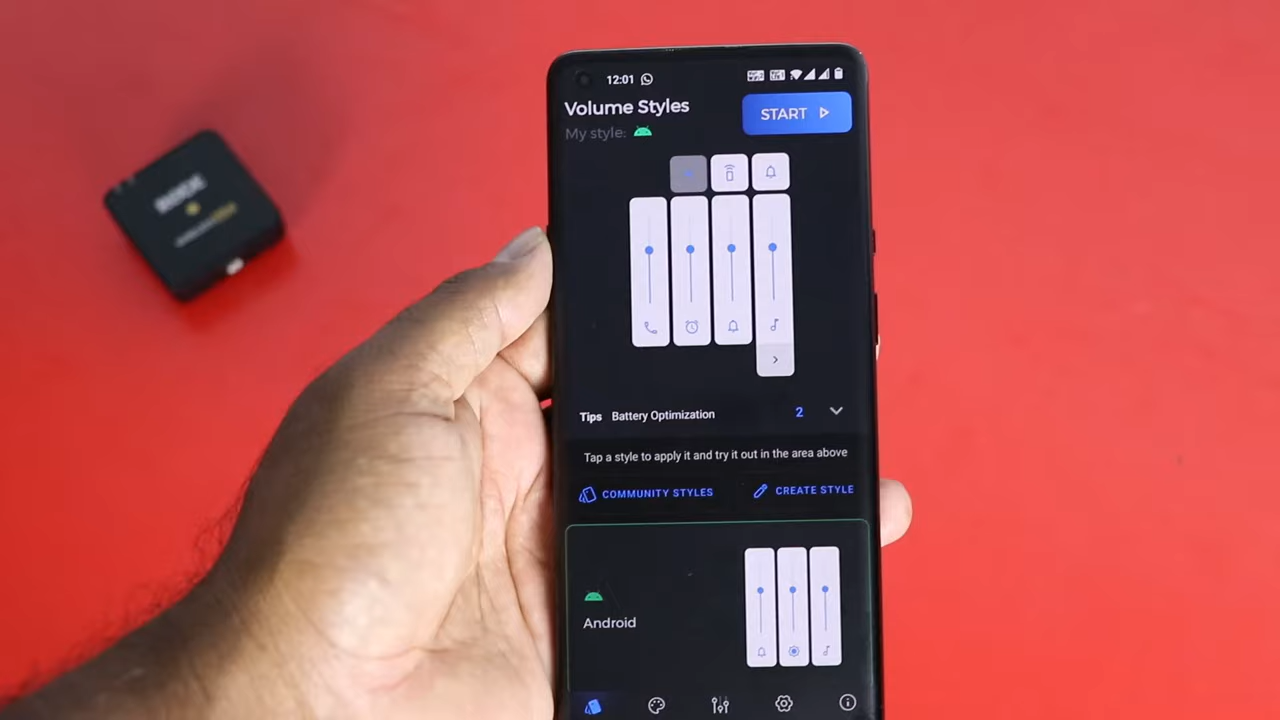 12:01
Volume Styles
START
My style:
Tips Battery Optimization 2
Tap a style to apply it and try it out in the area above
COMMUNITY STYLES
CREATE STYLE
Android